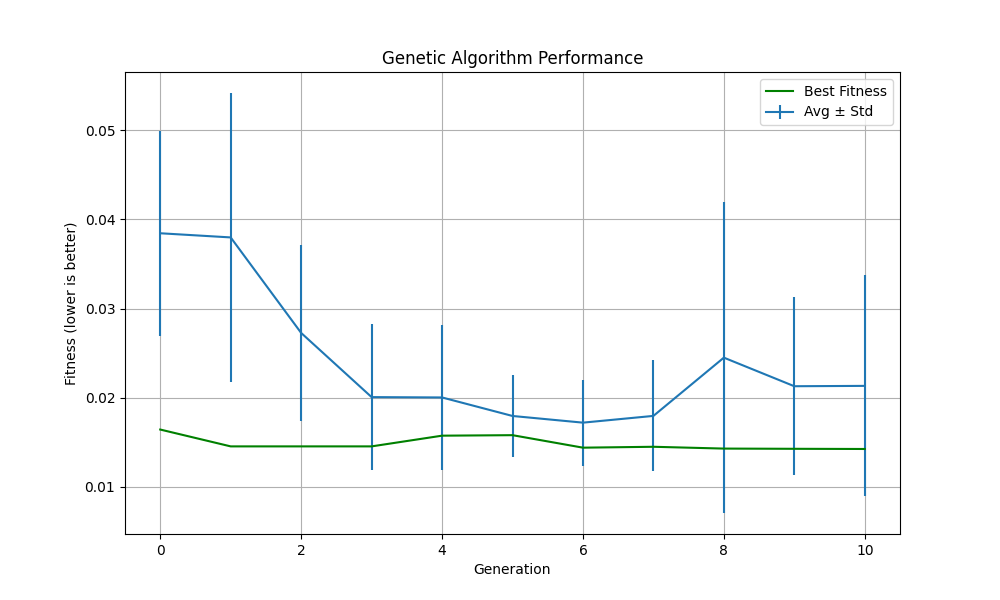 Genetic Algorithm Performance
Best Fitness
Avg ± Std
Fitness (lower is better)
0.05
0.04
0.03
0.02
0.01
0 2 4 6 8 10
Generation